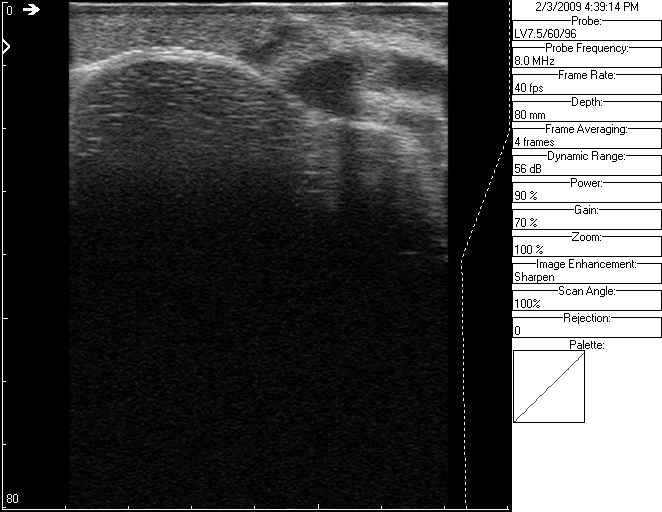 0
80
2/3/2009 4:39:14 PM
Probe:
LV7.5/60/96
Probe Frequency:
8.0 MHz
Frame Rate:
40 fps
Depth:
80 mm
Frame Averaging:
4 frames
Dynamic Range:
56 dB
Power:
90 %
Gain:
70 %
Zoom:
100 %
Image Enhancement:
Sharpen
Scan Angle:
100%
Rejection:
0
Palette: